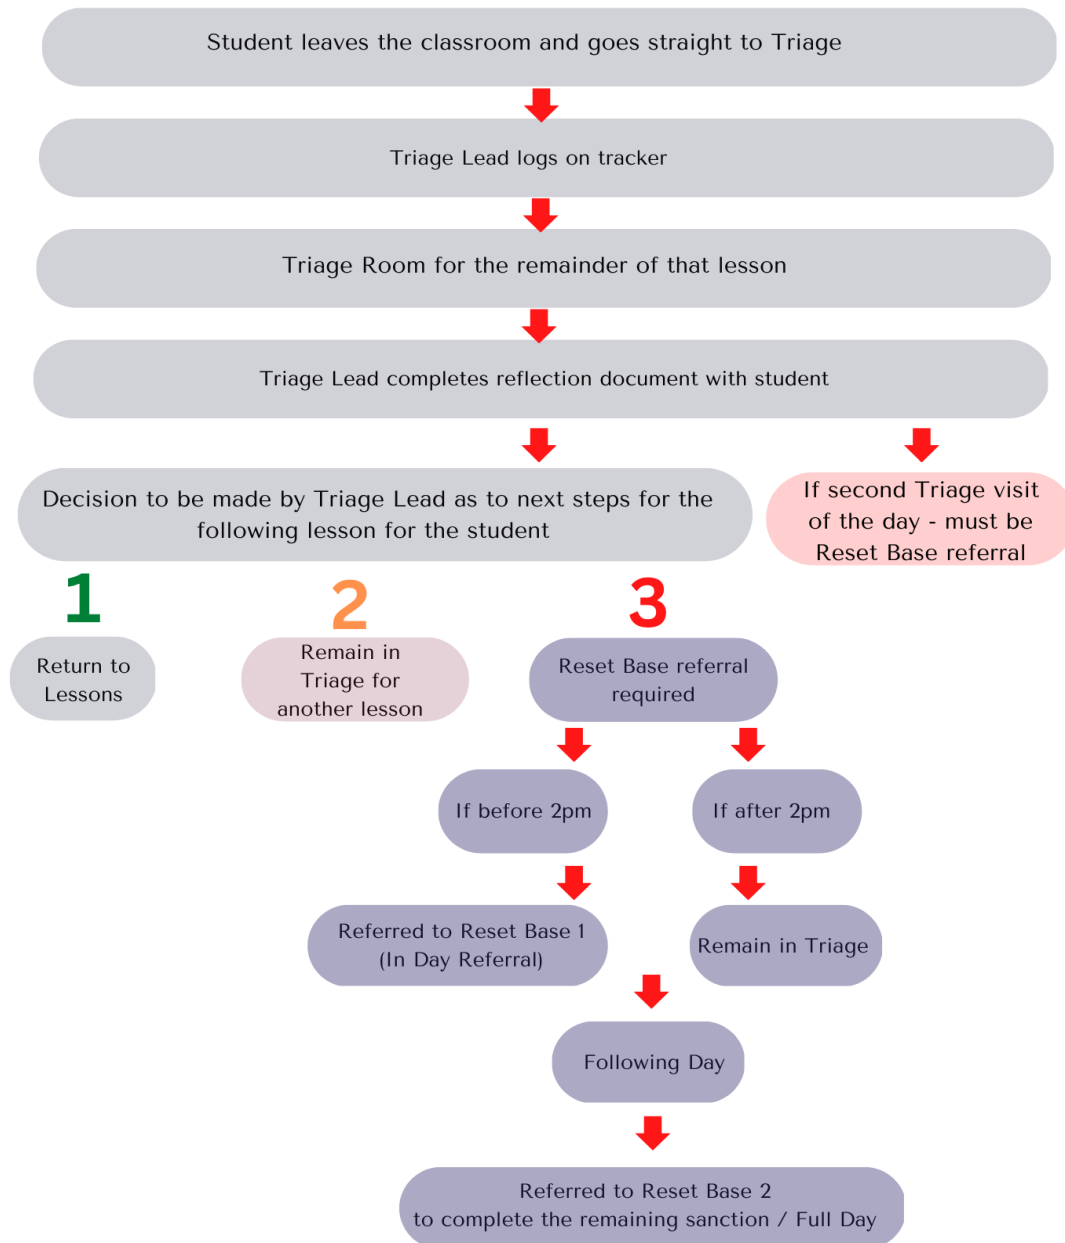 Student leaves the classroom and goes straight to Triage
Triage Lead logs on tracker
Triage Room for the remainder of that lesson
Triage Lead completes reflection document with student
Decision to be made by Triage Lead as to next steps for the
following lesson for the student
If second Triage visit
of the day - must be
Reset Base referral
1
Return to
Lessons
2
Remain in
Triage for
another lesson
3
Reset Base referral
required
If before 2pm
If after 2pm
Referred to Reset Base 1
(In Day Referral)
Remain in Triage
Following Day
Referred to Reset Base 2
to complete the remaining sanction / Full Day